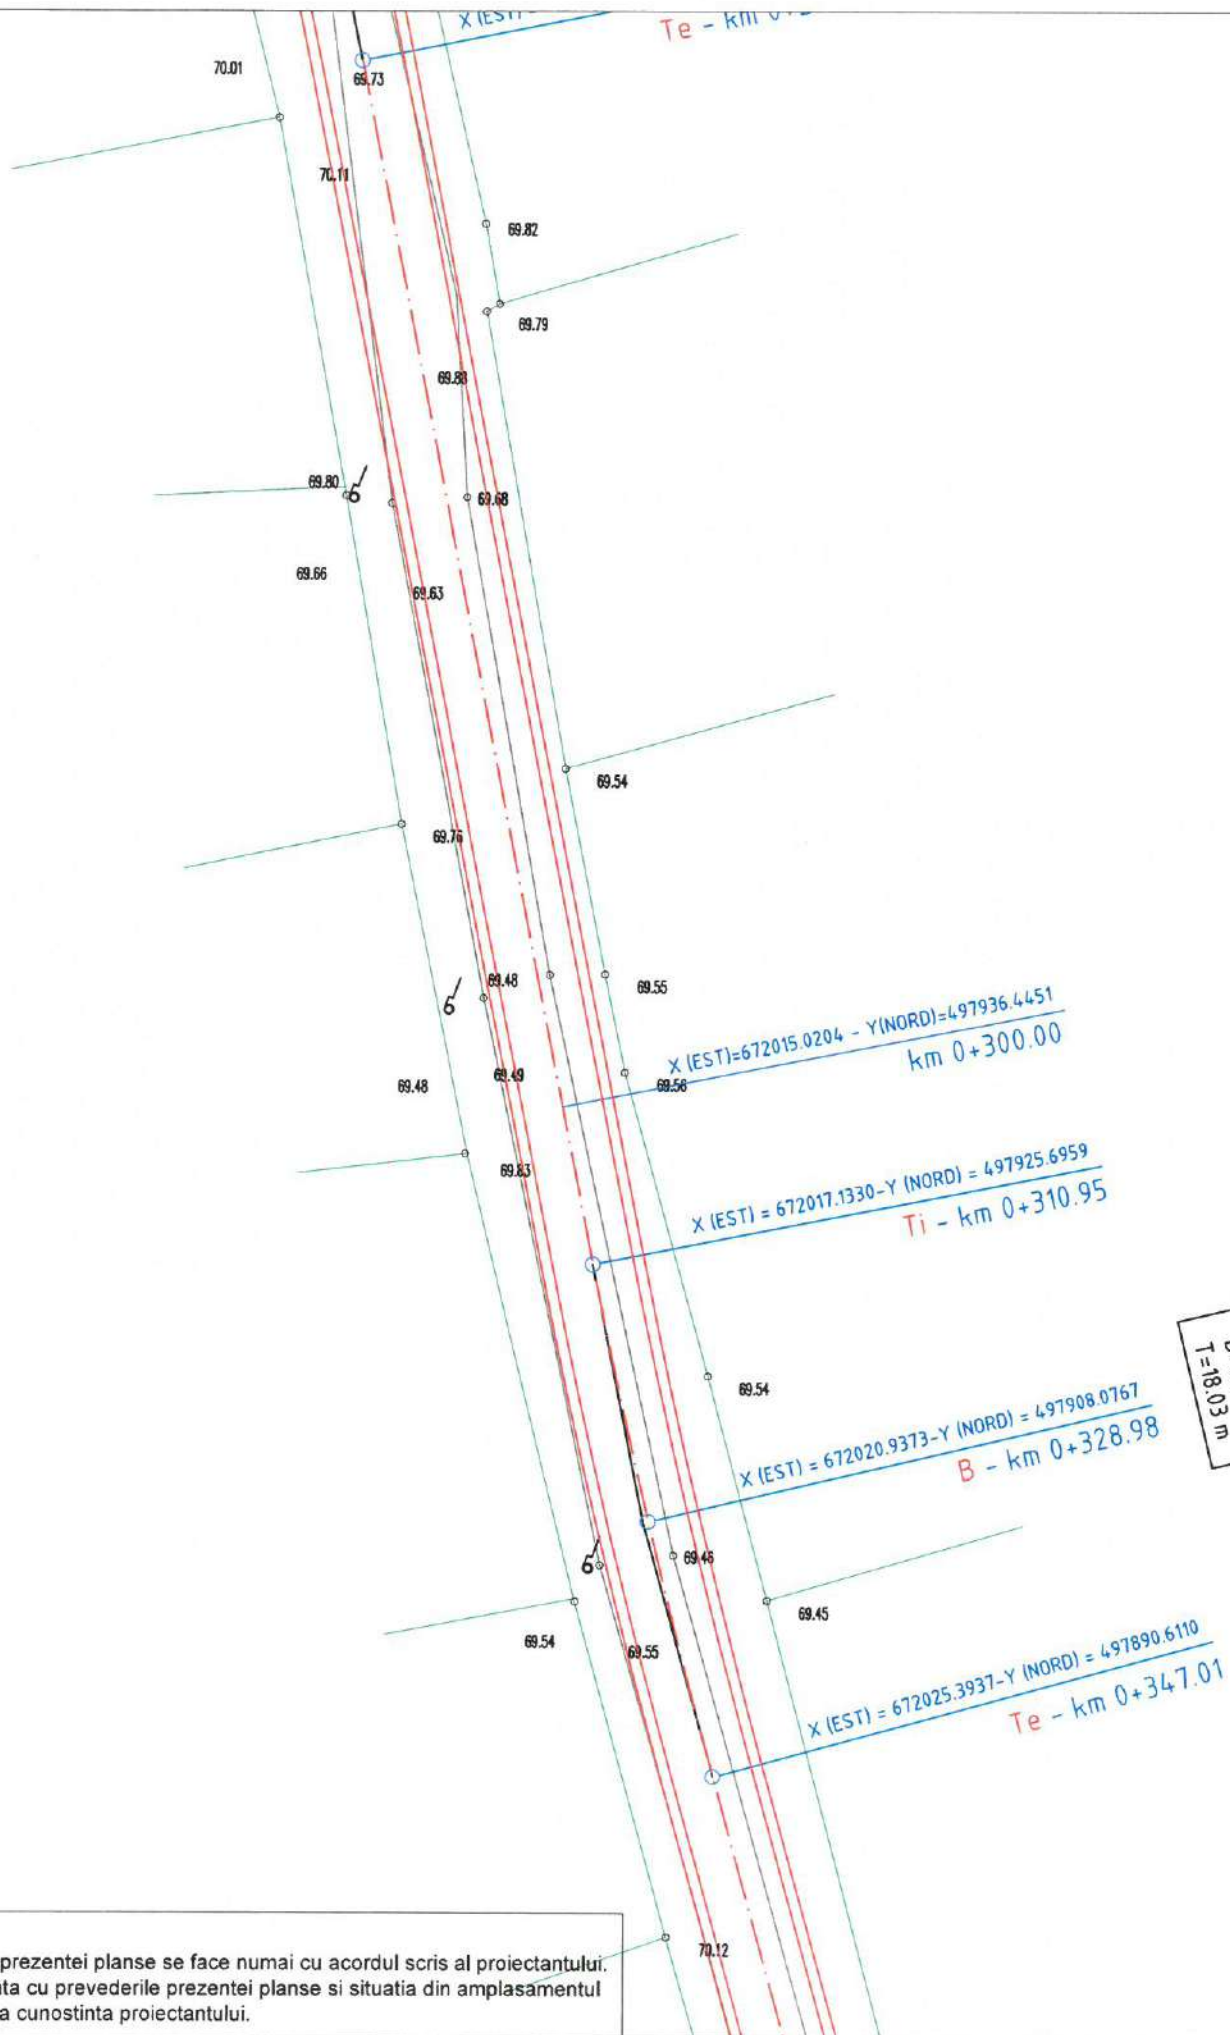 X (EST)
Te - km 0+
70.01
69.73
70.11
69.82
69.79
69.88
69.80
69.68
69.66
69.63
69.54
69.76
69.48
69.55
X (EST)=672015.0204 - Y(NORD)=497936.4451
km 0+300.00
69.49
69.56
69.48
69.83
X (EST) = 672017.1330-Y (NORD) = 497925.6959
Ti - km 0+310.95
T=18.03 m
69.54
X (EST) = 672020.9373-Y (NORD) = 497908.0767
B - km 0+328.98
69.46
69.45
69.54
69.55
X (EST) = 672025.3937-Y (NORD) = 497890.6110
Te - km 0+347.01
70.12
prezentei planse se face numai cu acordul scris al proiectantului.
ta cu prevederile prezentei planse si situatia din amplasamentul
a cunostinta proiectantului.